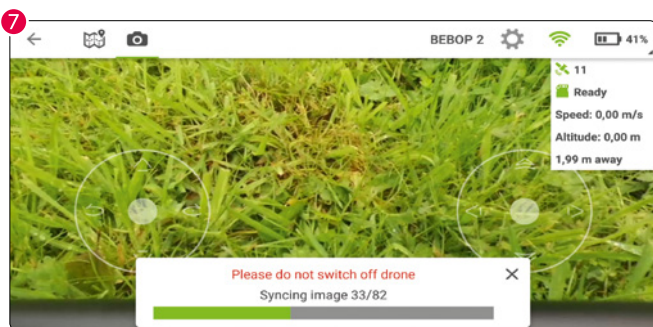 7
BEBOP 2 41%
11
Ready
Speed: 0,00 m/s
Altitude: 0,00 m
1,99 m away
Please do not switch off drone
Syncing image 33/82